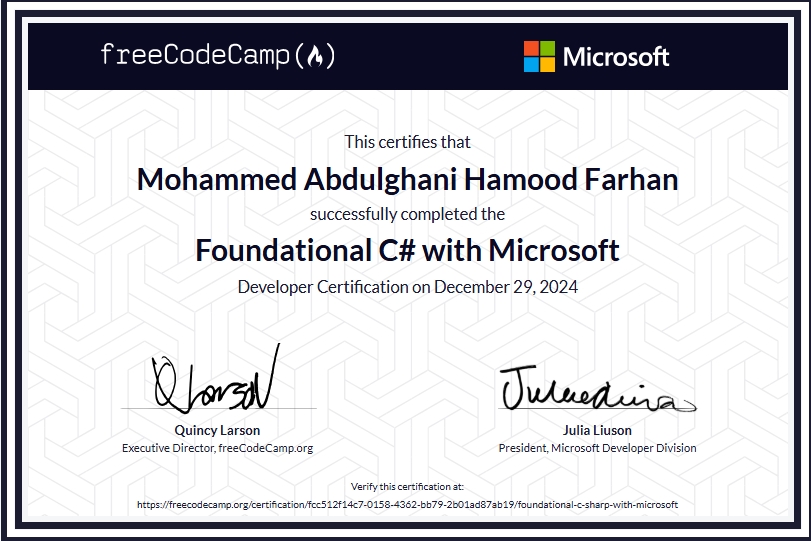 freeCodeCamp
Microsoft
This certifies that
Mohammed Abdulghani Hamood Farhan
successfully completed the
Foundational C# with Microsoft
Developer Certification on December 29, 2024
Quincy Larson
Executive Director, freeCodeCamp.org
Julia Liuson
President, Microsoft Developer Division
Verify this certification at:
https://freecodecamp.org/certification/fcc512f14c7-0158-4362-bb79-2b01ad87ab19/foundational-c-sharp-with-microsoft